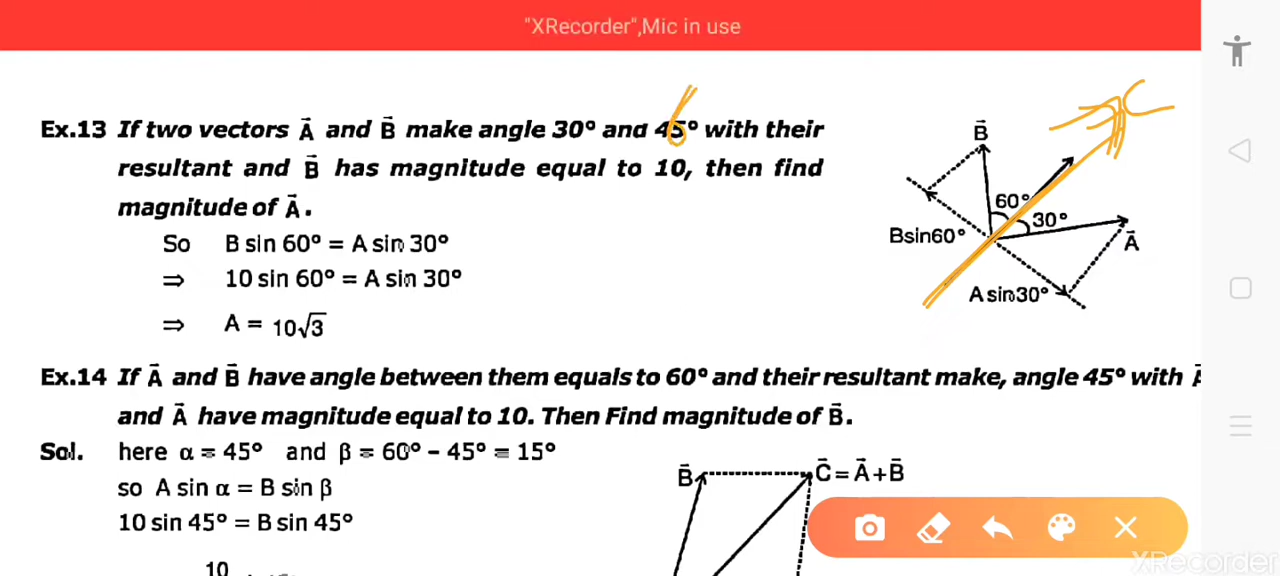 "XRecorder",Mic in use
Ex.13 If two vectors A⃗ and B⃗ make angle 30° and 45° with their
resultant and B⃗ has magnitude equal to 10, then find
magnitude of A⃗.
So B sin 60° = A sin 30°
⇒ 10 sin 60° = A sin 30°
⇒ A = 10√3
B⃗
C
60°
30°
Bsin60°
A⃗
A sin30°
Ex.14 If A⃗ and B⃗ have angle between them equals to 60° and their resultant make, angle 45° with
and A⃗ have magnitude equal to 10. Then Find magnitude of B⃗.
Sol. here α = 45° and β = 60° – 45° = 15°
so A sin α = B sin β
10 sin 45° = B sin 45°
10
B⃗
C⃗ = A⃗ + B⃗
XRecorder